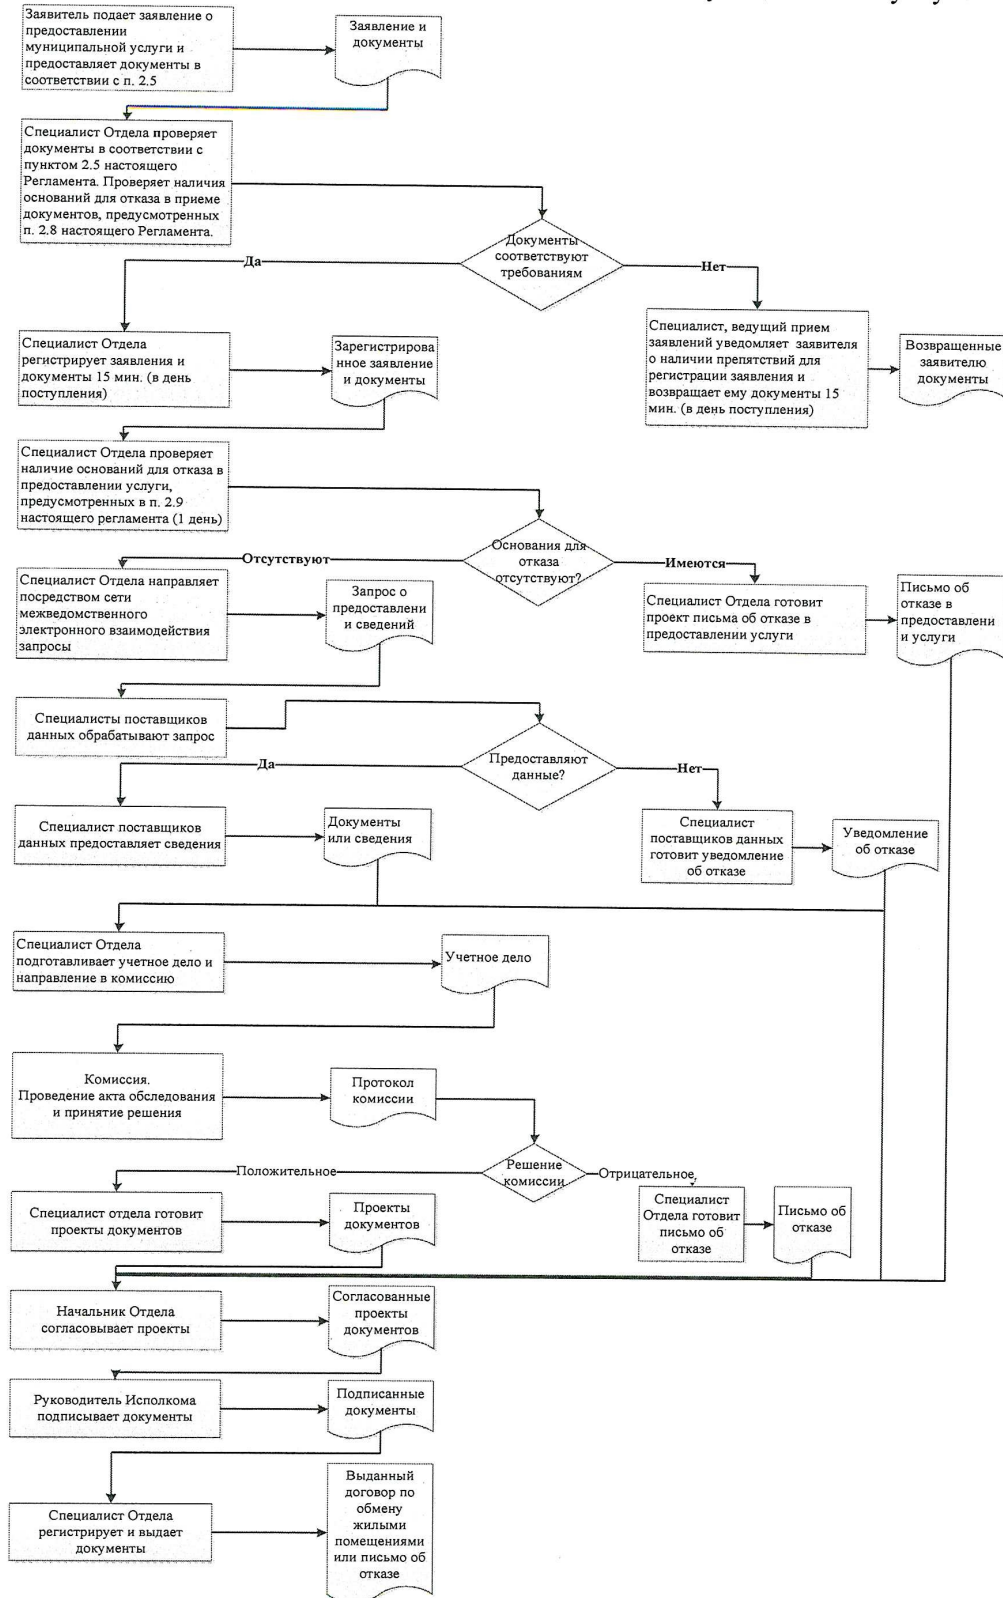 Заявитель подает заявление о
предоставлении
муниципальной услуги и
предоставляет документы в
соответствии с п. 2.5
Заявление и
документы
Специалист Отдела проверяет
документы в соответствии с
пунктом 2.5 настоящего
Регламента. Проверяет наличия
оснований для отказа в приеме
документов, предусмотренных
п. 2.8 настоящего Регламента.
Документы
соответствуют
требованиям
Да
Нет
Специалист Отдела
регистрирует заявления и
документы 15 мин. (в день
поступления)
Зарегистрирова
нное заявление
и документы
Специалист, ведущий прием
заявлений уведомляет заявителя
о наличии препятствий для
регистрации заявления и
возвращает ему документы 15
мин. (в день поступления)
Возвращенные
заявителю
документы
Специалист Отдела проверяет
наличие оснований для отказа в
предоставлении услуги,
предусмотренных в п. 2.9
настоящего регламента (1 день)
Основания для
отказа
отсутствуют?
Отсутствуют
Имеются
Специалист Отдела направляет
посредством сети
межведомственного
электронного взаимодействия
запросы
Запрос о
предоставлени
и сведений
Специалист Отдела готовит
проект письма об отказе в
предоставлении услуги
Письмо об
отказе в
предоставлени
и услуги
Специалисты поставщиков
данных обрабатывают запрос
Предоставляют
данные?
Да
Нет
Специалист поставщиков
данных предоставляет сведения
Документы
или сведения
Специалист
поставщиков данных
готовит уведомление
об отказе
Уведомление
об отказе
Специалист Отдела
подготавливает учетное дело и
направление в комиссию
Учетное дело
Комиссия.
Проведение акта обследования
и принятие решения
Протокол
комиссии
Решение
комиссии
Положительное
Отрицательное
Специалист отдела готовит
проекты документов
Проекты
документов
Специалист
Отдела готовит
письмо об
отказе
Письмо об
отказе
Начальник Отдела
согласовывает проекты
Согласованные
проекты
документов
Руководитель Исполкома
подписывает документы
Подписанные
документы
Специалист Отдела
регистрирует и выдает
документы
Выданный
договор по
обмену
жилыми
помещениями
или письмо об
отказе